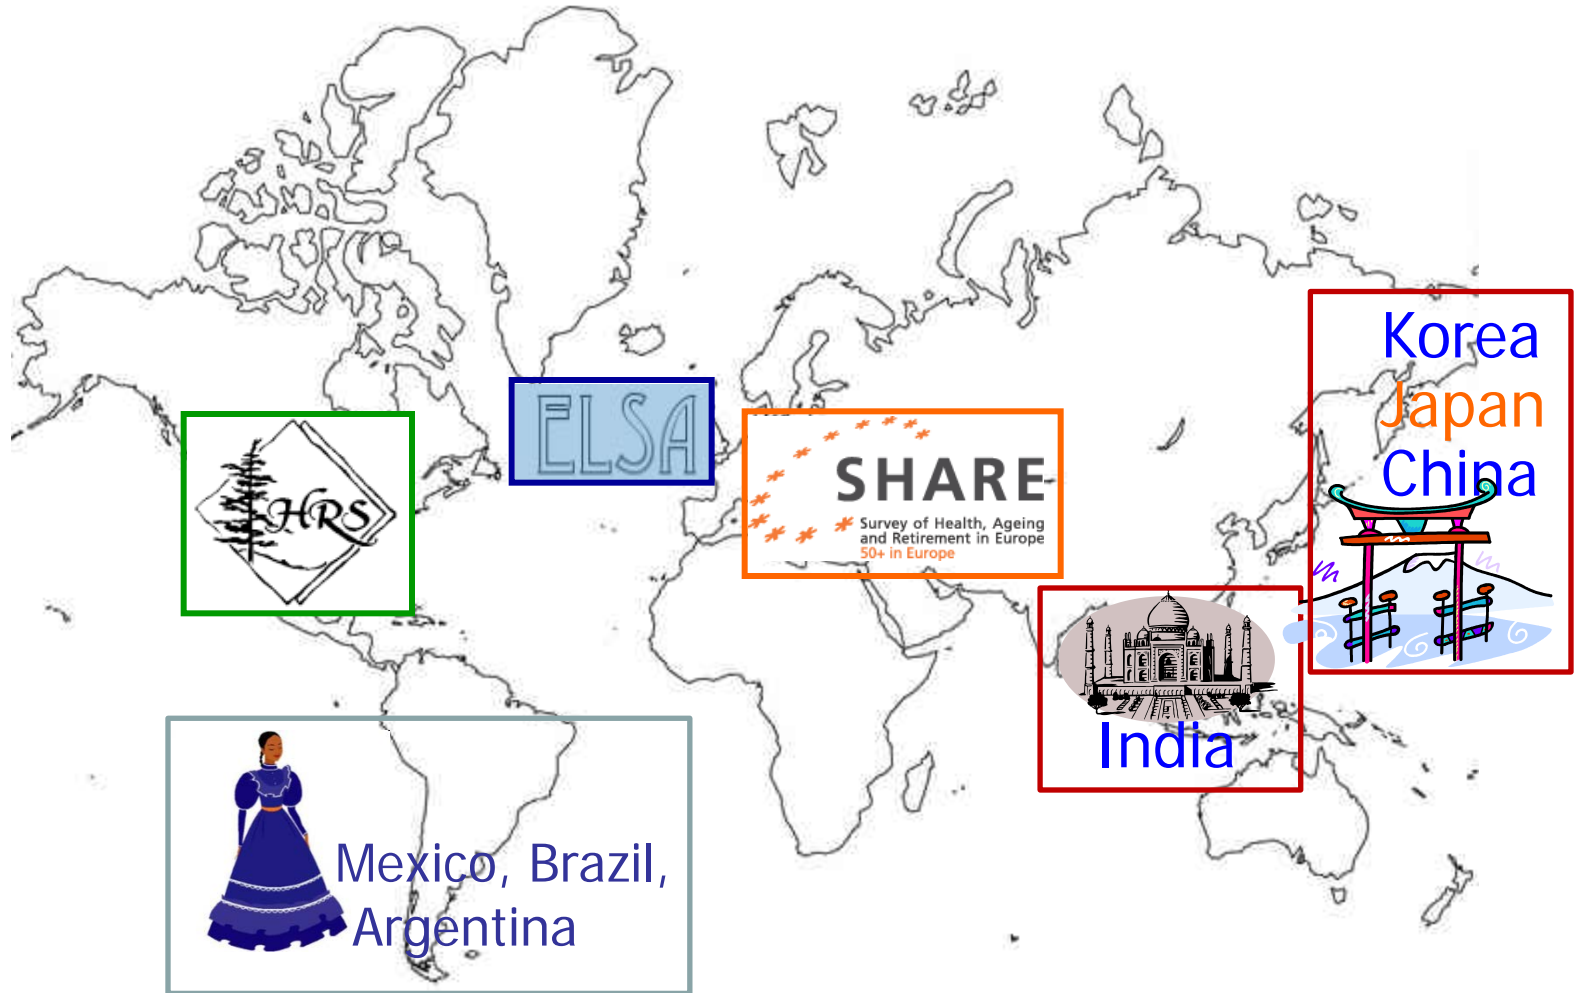 HRS
ELSA
SHARE
Survey of Health, Ageing
and Retirement in Europe
50+ in Europe
Korea
Japan
China
India
Mexico, Brazil,
Argentina